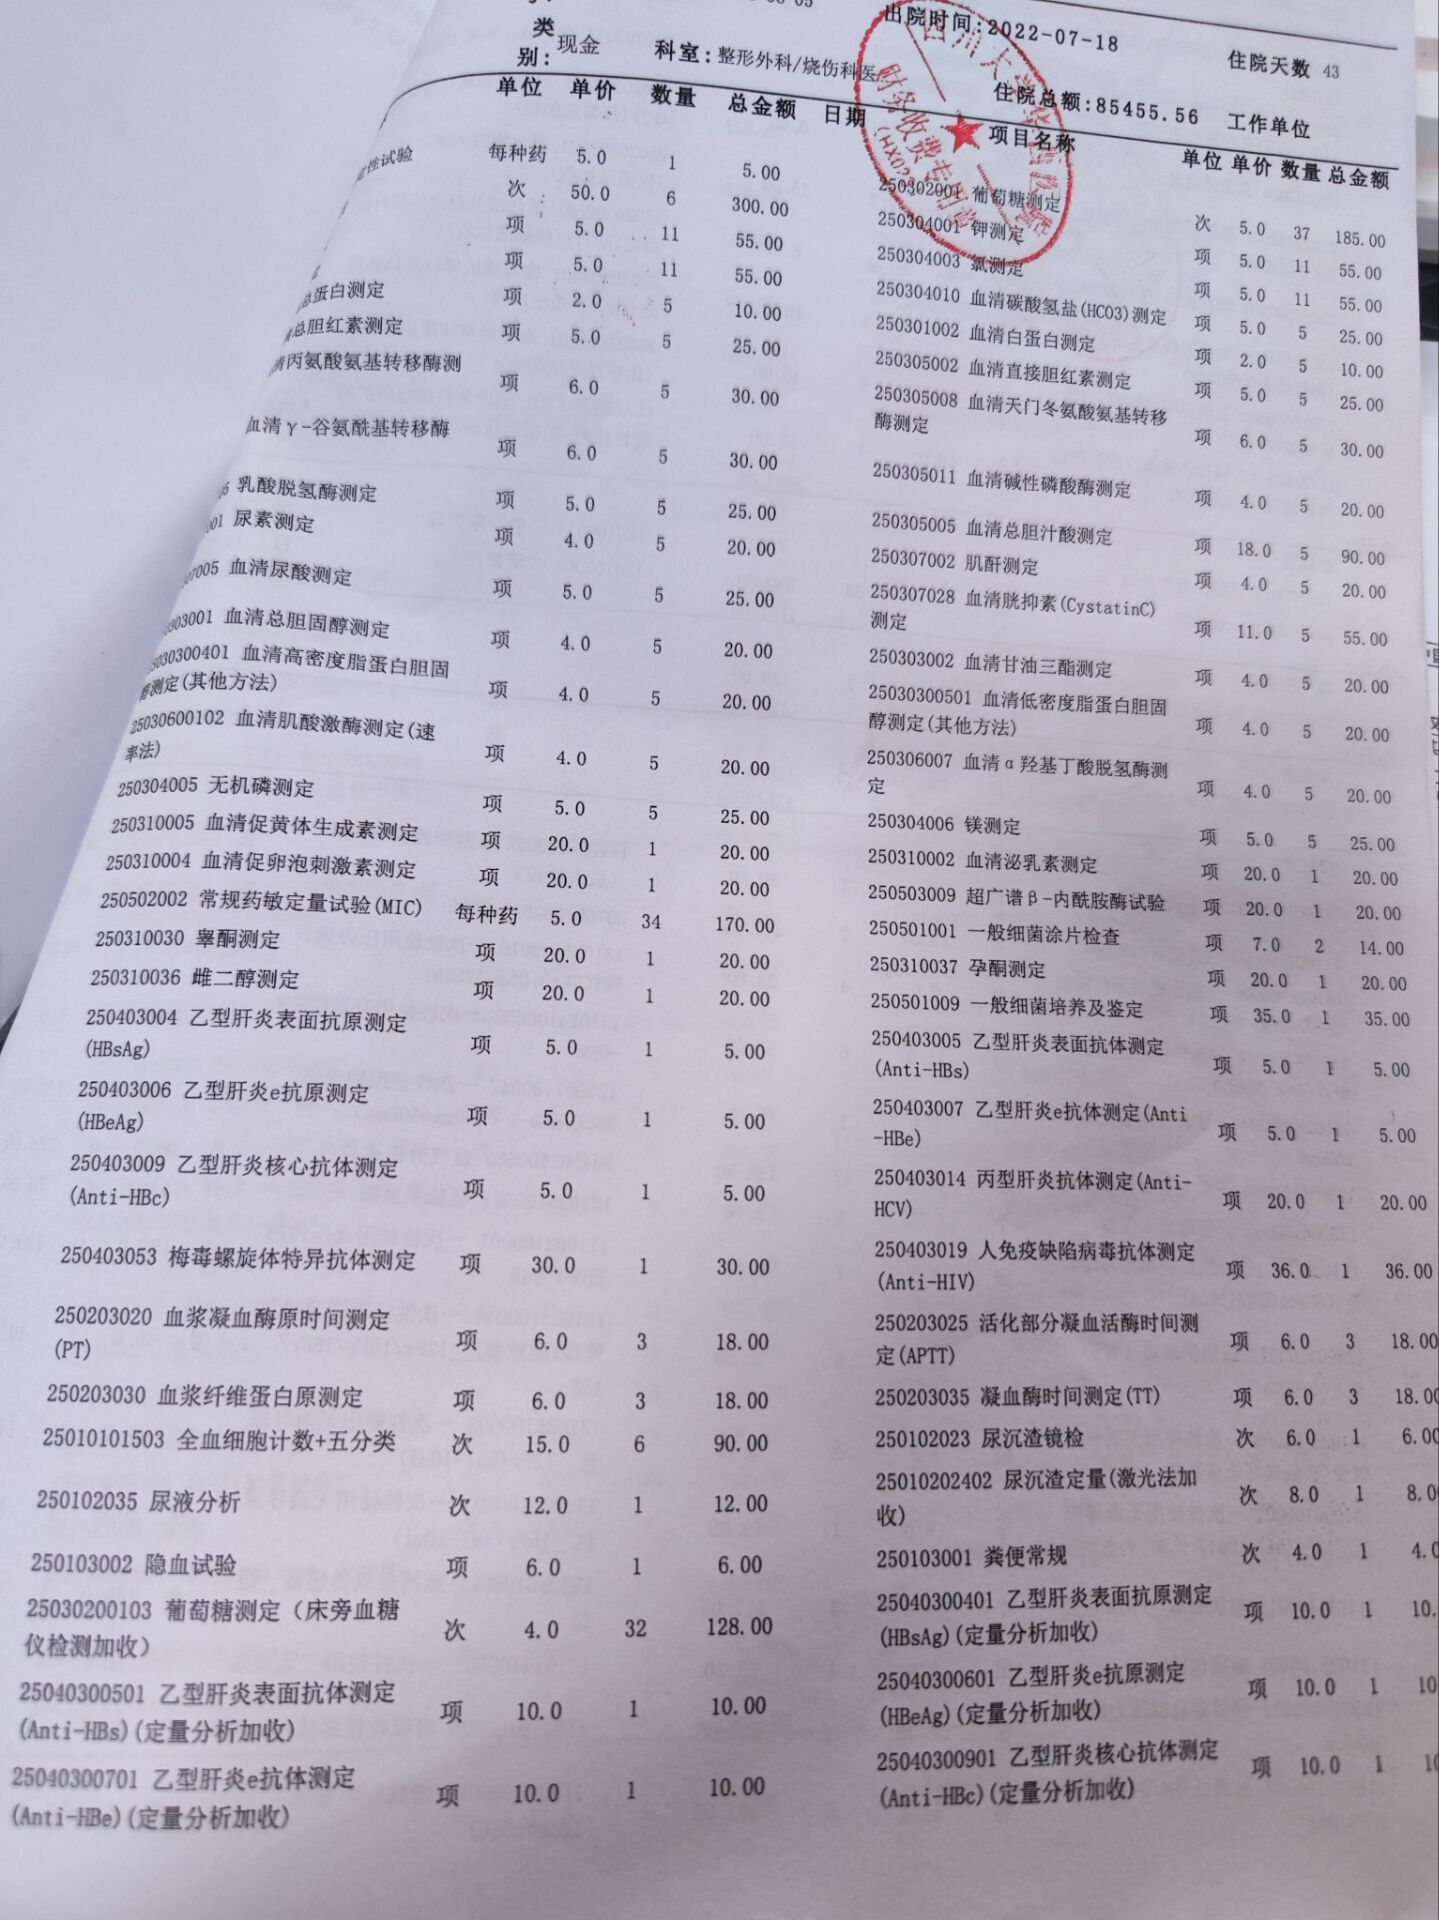 出院时间:2022-07-18
住院天数 43
类别: 现金
科室: 整形外科/烧伤科医
住院总额:85455.56
工作单位
单位 单价 数量 总金额 日期 项目名称 单位 单价 数量 总金额
性试验 每种药 5.0 1 5.00
250302001 葡萄糖测定 次 5.0 37 185.00
次 50.0 6 300.00
250304001 钾测定 项 5.0 11 55.00
项 5.0 11 55.00
250304003 氯测定 项 5.0 11 55.00
项 5.0 11 55.00
250304010 血清碳酸氢盐(HCO3)测定 项 5.0 5 25.00
总蛋白测定 项 2.0 5 10.00
250301002 血清白蛋白测定 项 2.0 5 10.00
总胆红素测定 项 5.0 5 25.00
250305002 血清直接胆红素测定 项 5.0 5 25.00
清丙氨酸氨基转移酶测 项 6.0 5 30.00
250305008 血清天门冬氨酸氨基转移
酶测定 项 6.0 5 30.00
血清γ-谷氨酰基转移酶 项 6.0 5 30.00
250305011 血清碱性磷酸酶测定 项 4.0 5 20.00
乳酸脱氢酶测定 项 5.0 5 25.00
250305005 血清总胆汁酸测定 项 18.0 5 90.00
001 尿素测定 项 4.0 5 20.00
250307002 肌酐测定 项 4.0 5 20.00
07005 血清尿酸测定 项 5.0 5 25.00
250307028 血清胱抑素(CystatinC)
测定 项 11.0 5 55.00
303001 血清总胆固醇测定 项 4.0 5 20.00
250303002 血清甘油三酯测定 项 4.0 5 20.00
5030300401 血清高密度脂蛋白胆固
醇测定(其他方法) 项 4.0 5 20.00
25030300501 血清低密度脂蛋白胆固
醇测定(其他方法) 项 4.0 5 20.00
25030600102 血清肌酸激酶测定(速
率法) 项 4.0 5 20.00
250306007 血清α羟基丁酸脱氢酶测
定 项 4.0 5 20.00
250304005 无机磷测定 项 5.0 5 25.00
250304006 镁测定 项 5.0 5 25.00
250310005 血清促黄体生成素测定 项 20.0 1 20.00
250310002 血清泌乳素测定 项 20.0 1 20.00
250310004 血清促卵泡刺激素测定 项 20.0 1 20.00
250503009 超广谱β-内酰胺酶试验 项 20.0 1 20.00
250502002 常规药敏定量试验(MIC) 每种药 5.0 34 170.00
250501001 一般细菌涂片检查 项 7.0 2 14.00
250310030 睾酮测定 项 20.0 1 20.00
250310037 孕酮测定 项 20.0 1 20.00
250310036 雌二醇测定 项 20.0 1 20.00
250501009 一般细菌培养及鉴定 项 35.0 1 35.00
250403004 乙型肝炎表面抗原测定
(HBsAg) 项 5.0 1 5.00
250403005 乙型肝炎表面抗体测定
(Anti-HBs) 项 5.0 1 5.00
250403006 乙型肝炎e抗原测定
(HBeAg) 项 5.0 1 5.00
250403007 乙型肝炎e抗体测定(Anti
-HBe) 项 5.0 1 5.00
250403009 乙型肝炎核心抗体测定
(Anti-HBc) 项 5.0 1 5.00
250403014 丙型肝炎抗体测定(Anti-
HCV) 项 20.0 1 20.00
250403053 梅毒螺旋体特异抗体测定 项 30.0 1 30.00
250403019 人免疫缺陷病毒抗体测定
(Anti-HIV) 项 36.0 1 36.00
250203020 血浆凝血酶原时间测定
(PT) 项 6.0 3 18.00
250203025 活化部分凝血活酶时间测
定(APTT) 项 6.0 3 18.00
250203030 血浆纤维蛋白原测定 项 6.0 3 18.00
250203035 凝血酶时间测定(TT) 项 6.0 3 18.00
25010101503 全血细胞计数+五分类 次 15.0 6 90.00
250102023 尿沉渣镜检 次 6.0 1 6.00
250102035 尿液分析 次 12.0 1 12.00
25010202402 尿沉渣定量(激光法加
收) 次 8.0 1 8.0
250103002 隐血试验 项 6.0 1 6.00
250103001 粪便常规 次 4.0 1 4.0
25030200103 葡萄糖测定（床旁血糖
仪检测加收） 次 4.0 32 128.00
25040300401 乙型肝炎表面抗原测定
(HBsAg)(定量分析加收) 项 10.0 1 10.
25040300501 乙型肝炎表面抗体测定
(Anti-HBs)(定量分析加收) 项 10.0 1 10.00
25040300601 乙型肝炎e抗原测定
(HBeAg)(定量分析加收) 项 10.0 1 10
25040300701 乙型肝炎e抗体测定
(Anti-HBe)(定量分析加收) 项 10.0 1 10.00
25040300901 乙型肝炎核心抗体测定
(Anti-HBc)(定量分析加收) 项 10.0 1 10